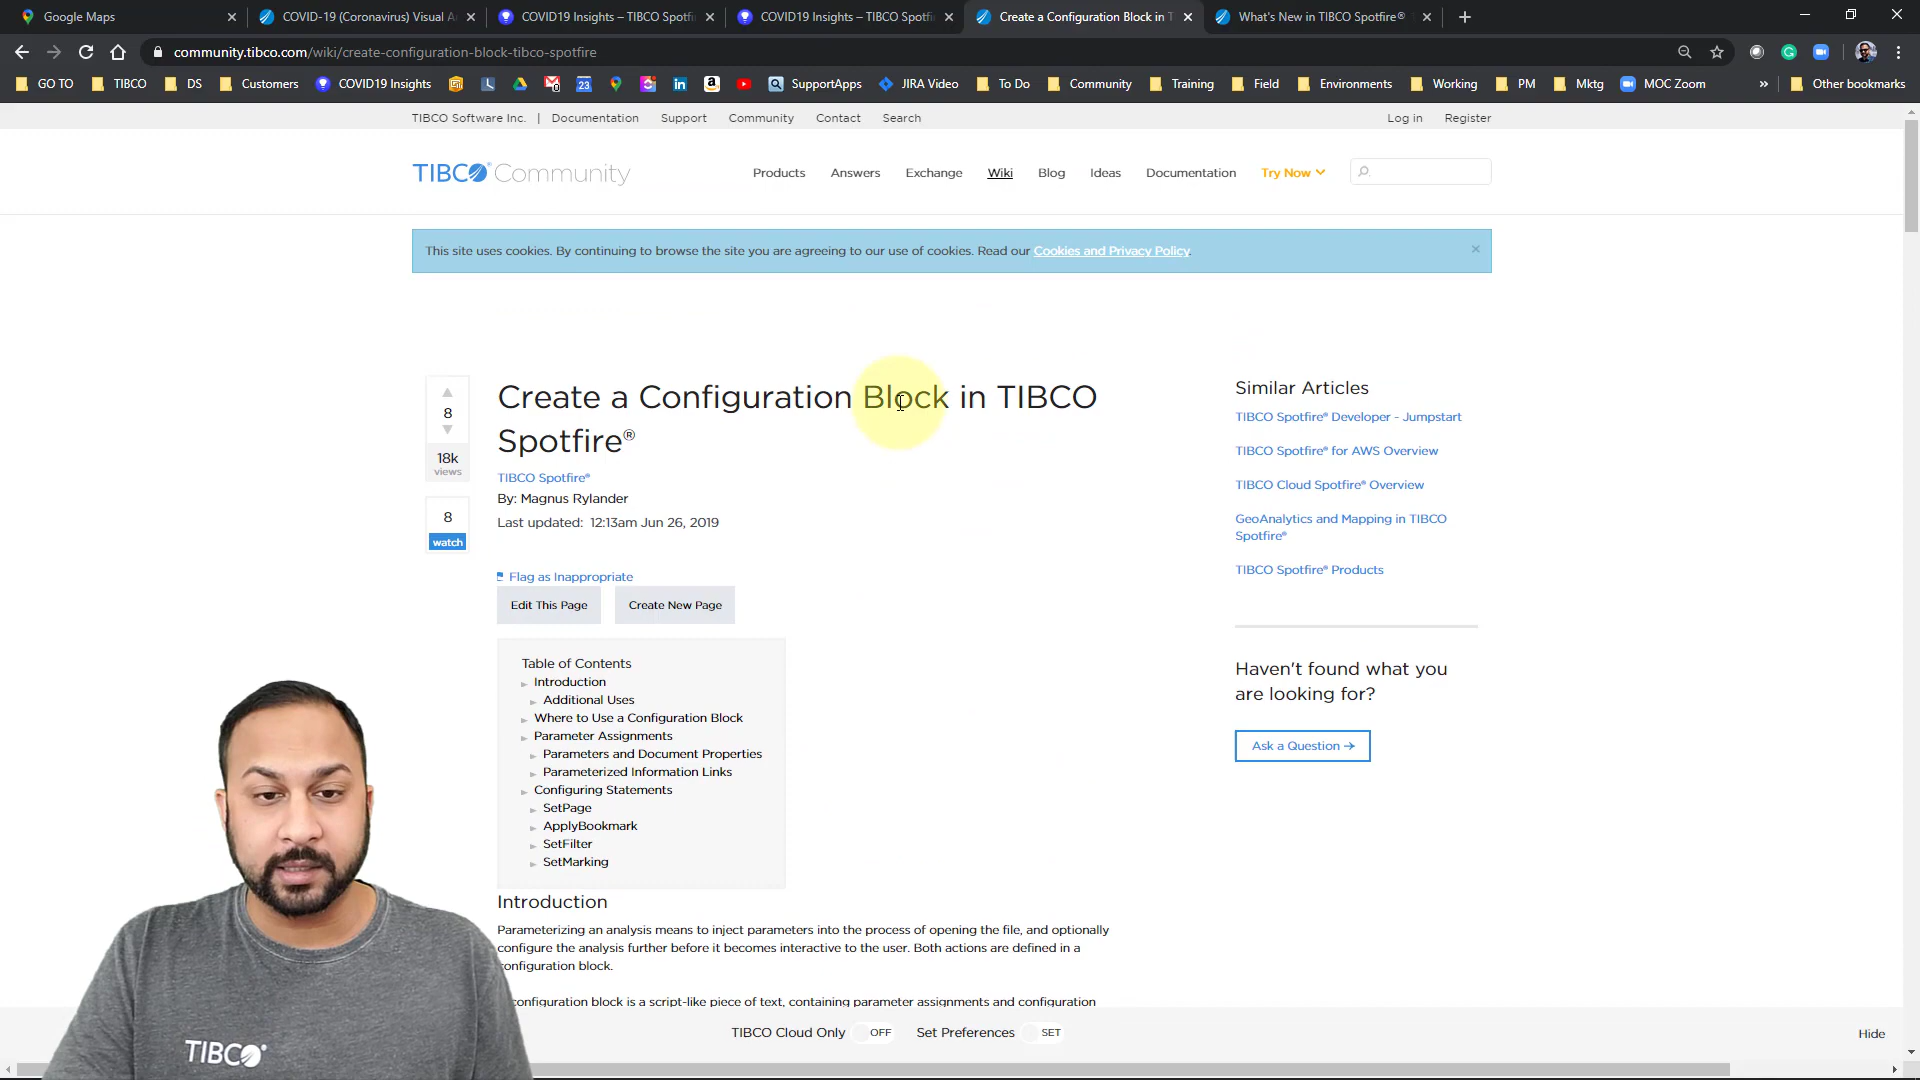 Google Maps
COVID-19 (Coronavirus) Visual A
COVID19 Insights – TIBCO Spotfi
COVID19 Insights – TIBCO Spotfi
Create a Configuration Block in T
What's New in TIBCO Spotfire®
community.tibco.com/wiki/create-configuration-block-tibco-spotfire
GO TO
TIBCO
DS
Customers
COVID19 Insights
23
SupportApps
JIRA Video
To Do
Community
Training
Field
Environments
Working
PM
Mktg
MOC Zoom
»
Other bookmarks
TIBCO Software Inc. | Documentation Support Community Contact Search
Log in Register
TIBCO Community
Products Answers Exchange Wiki Blog Ideas Documentation Try Now
This site uses cookies. By continuing to browse the site you are agreeing to our use of cookies. Read our Cookies and Privacy Policy.
8
18k
views
8
watch
Create a Configuration Block in TIBCO
Spotfire®
TIBCO Spotfire®
By: Magnus Rylander
Last updated: 12:13am Jun 26, 2019
Flag as Inappropriate
Edit This Page
Create New Page
Table of Contents
Introduction
Additional Uses
Where to Use a Configuration Block
Parameter Assignments
Parameters and Document Properties
Parameterized Information Links
Configuring Statements
SetPage
ApplyBookmark
SetFilter
SetMarking
Introduction
Parameterizing an analysis means to inject parameters into the process of opening the file, and optionally
configure the analysis further before it becomes interactive to the user. Both actions are defined in a
configuration block.
configuration block is a script-like piece of text, containing parameter assignments and configuration
Similar Articles
TIBCO Spotfire® Developer - Jumpstart
TIBCO Spotfire® for AWS Overview
TIBCO Cloud Spotfire® Overview
GeoAnalytics and Mapping in TIBCO
Spotfire®
TIBCO Spotfire® Products
Haven't found what you
are looking for?
Ask a Question →
TIBCO Cloud Only OFF Set Preferences SET
Hide
TIBCO